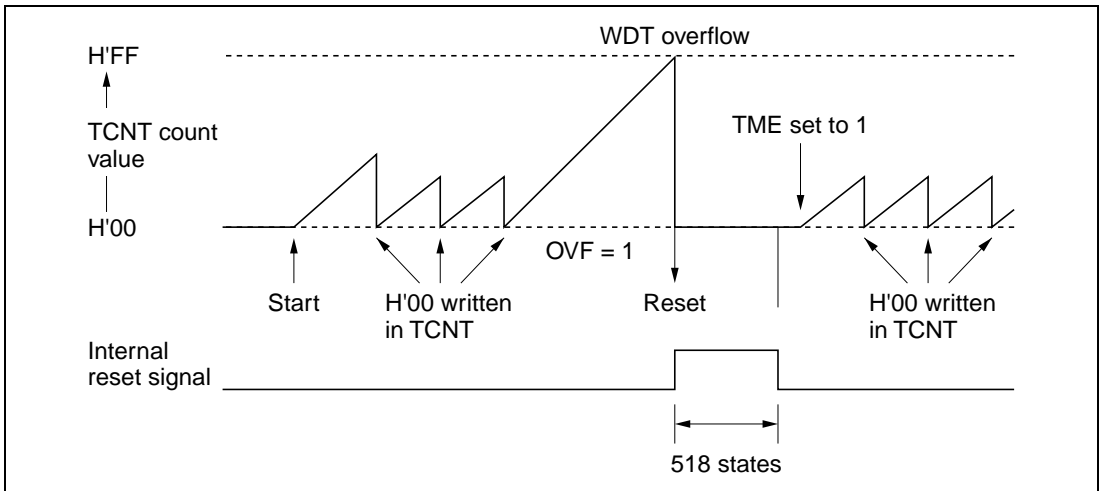 WDT overflow
H'FF
TCNT count
value
TME set to 1
H'00
OVF = 1
Start
H'00 written
in TCNT
Reset
H'00 written
in TCNT
Internal
reset signal
518 states